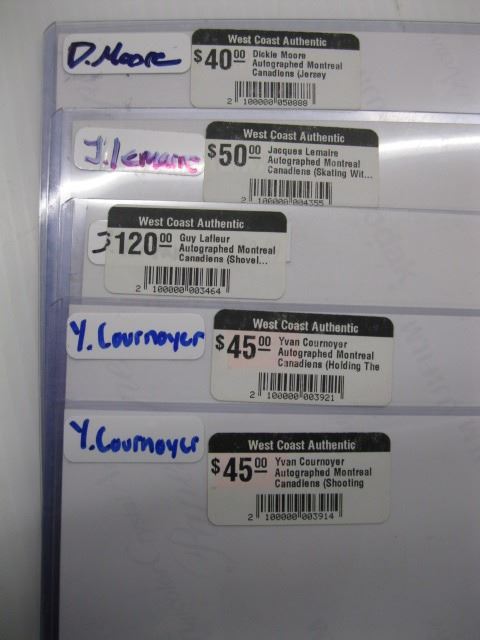 D. Moore
West Coast Authentic
$40.00 Dickie Moore
Autographed Montreal
Canadiens (Jersey
2 100000 050888
J. lemaire
West Coast Authentic
$50.00 Jacques Lemaire
Autographed Montreal
Canadiens (Skating Wit...
2 100000 004355
West Coast Authentic
120.00 Guy Lafleur
Autographed Montreal
Canadiens (Shovel...
2 100000 003464
Y. Cournoyer
West Coast Authentic
$45.00 Yvan Cournoyer
Autographed Montreal
Canadiens (Holding The
2 100000 003921
Y. Cournoyer
West Coast Authentic
$45.00 Yvan Cournoyer
Autographed Montreal
Canadiens (Shooting
2 100000 003914